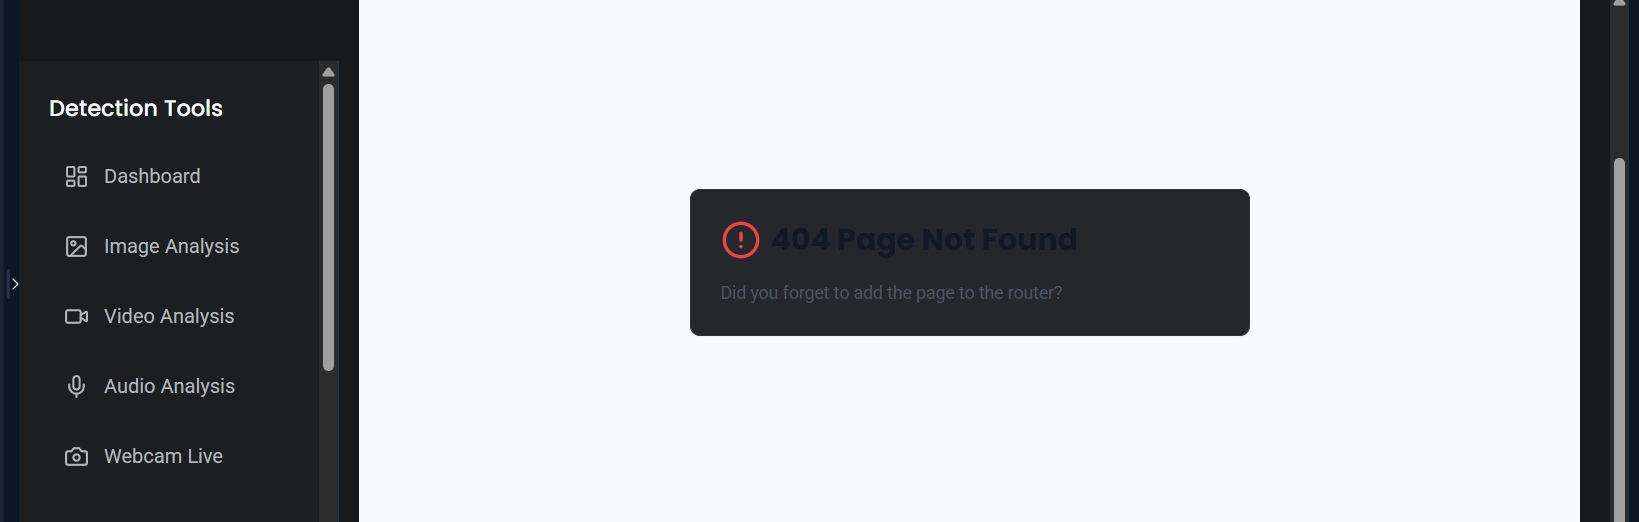 Detection Tools
Dashboard
Image Analysis
Video Analysis
Audio Analysis
Webcam Live
404 Page Not Found
Did you forget to add the page to the router?